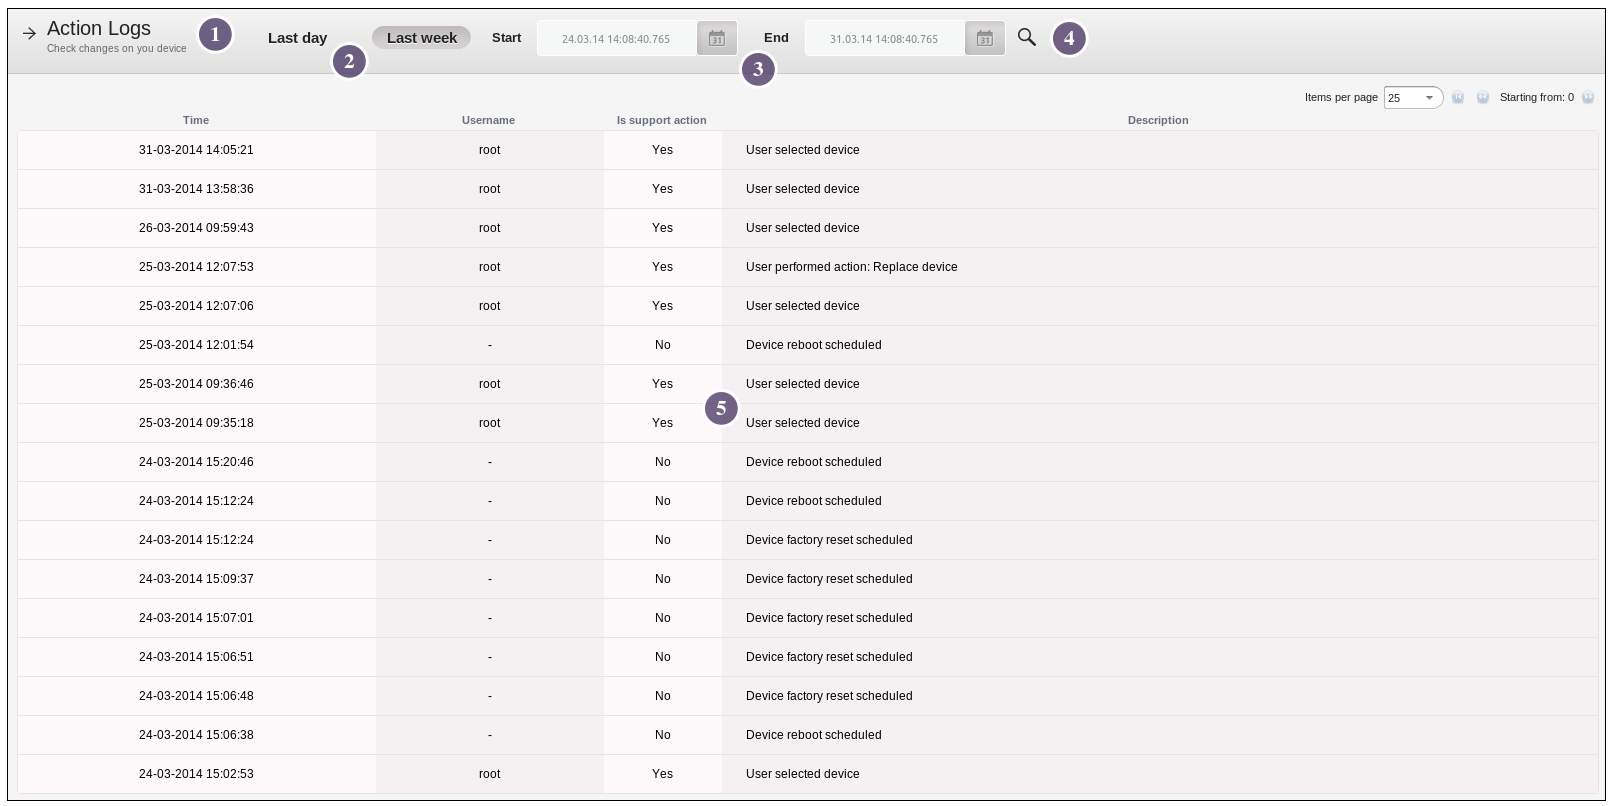 Action Logs
Check changes on you device
1
Last day
2
Last week
Start
24.03.14 14:08:40.765
31
3
End
31.03.14 14:08:40.765
31
4
Items per page 25 Starting from: 0
Time Username Is support action Description
31-03-2014 14:05:21 root Yes User selected device
31-03-2014 13:58:36 root Yes User selected device
26-03-2014 09:59:43 root Yes User selected device
25-03-2014 12:07:53 root Yes User performed action: Replace device
25-03-2014 12:07:06 root Yes User selected device
25-03-2014 12:01:54 - No Device reboot scheduled
25-03-2014 09:36:46 root Yes User selected device
5
25-03-2014 09:35:18 root Yes User selected device
24-03-2014 15:20:46 - No Device reboot scheduled
24-03-2014 15:12:24 - No Device reboot scheduled
24-03-2014 15:12:24 - No Device factory reset scheduled
24-03-2014 15:09:37 - No Device factory reset scheduled
24-03-2014 15:07:01 - No Device factory reset scheduled
24-03-2014 15:06:51 - No Device factory reset scheduled
24-03-2014 15:06:48 - No Device factory reset scheduled
24-03-2014 15:06:38 - No Device reboot scheduled
24-03-2014 15:02:53 root Yes User selected device